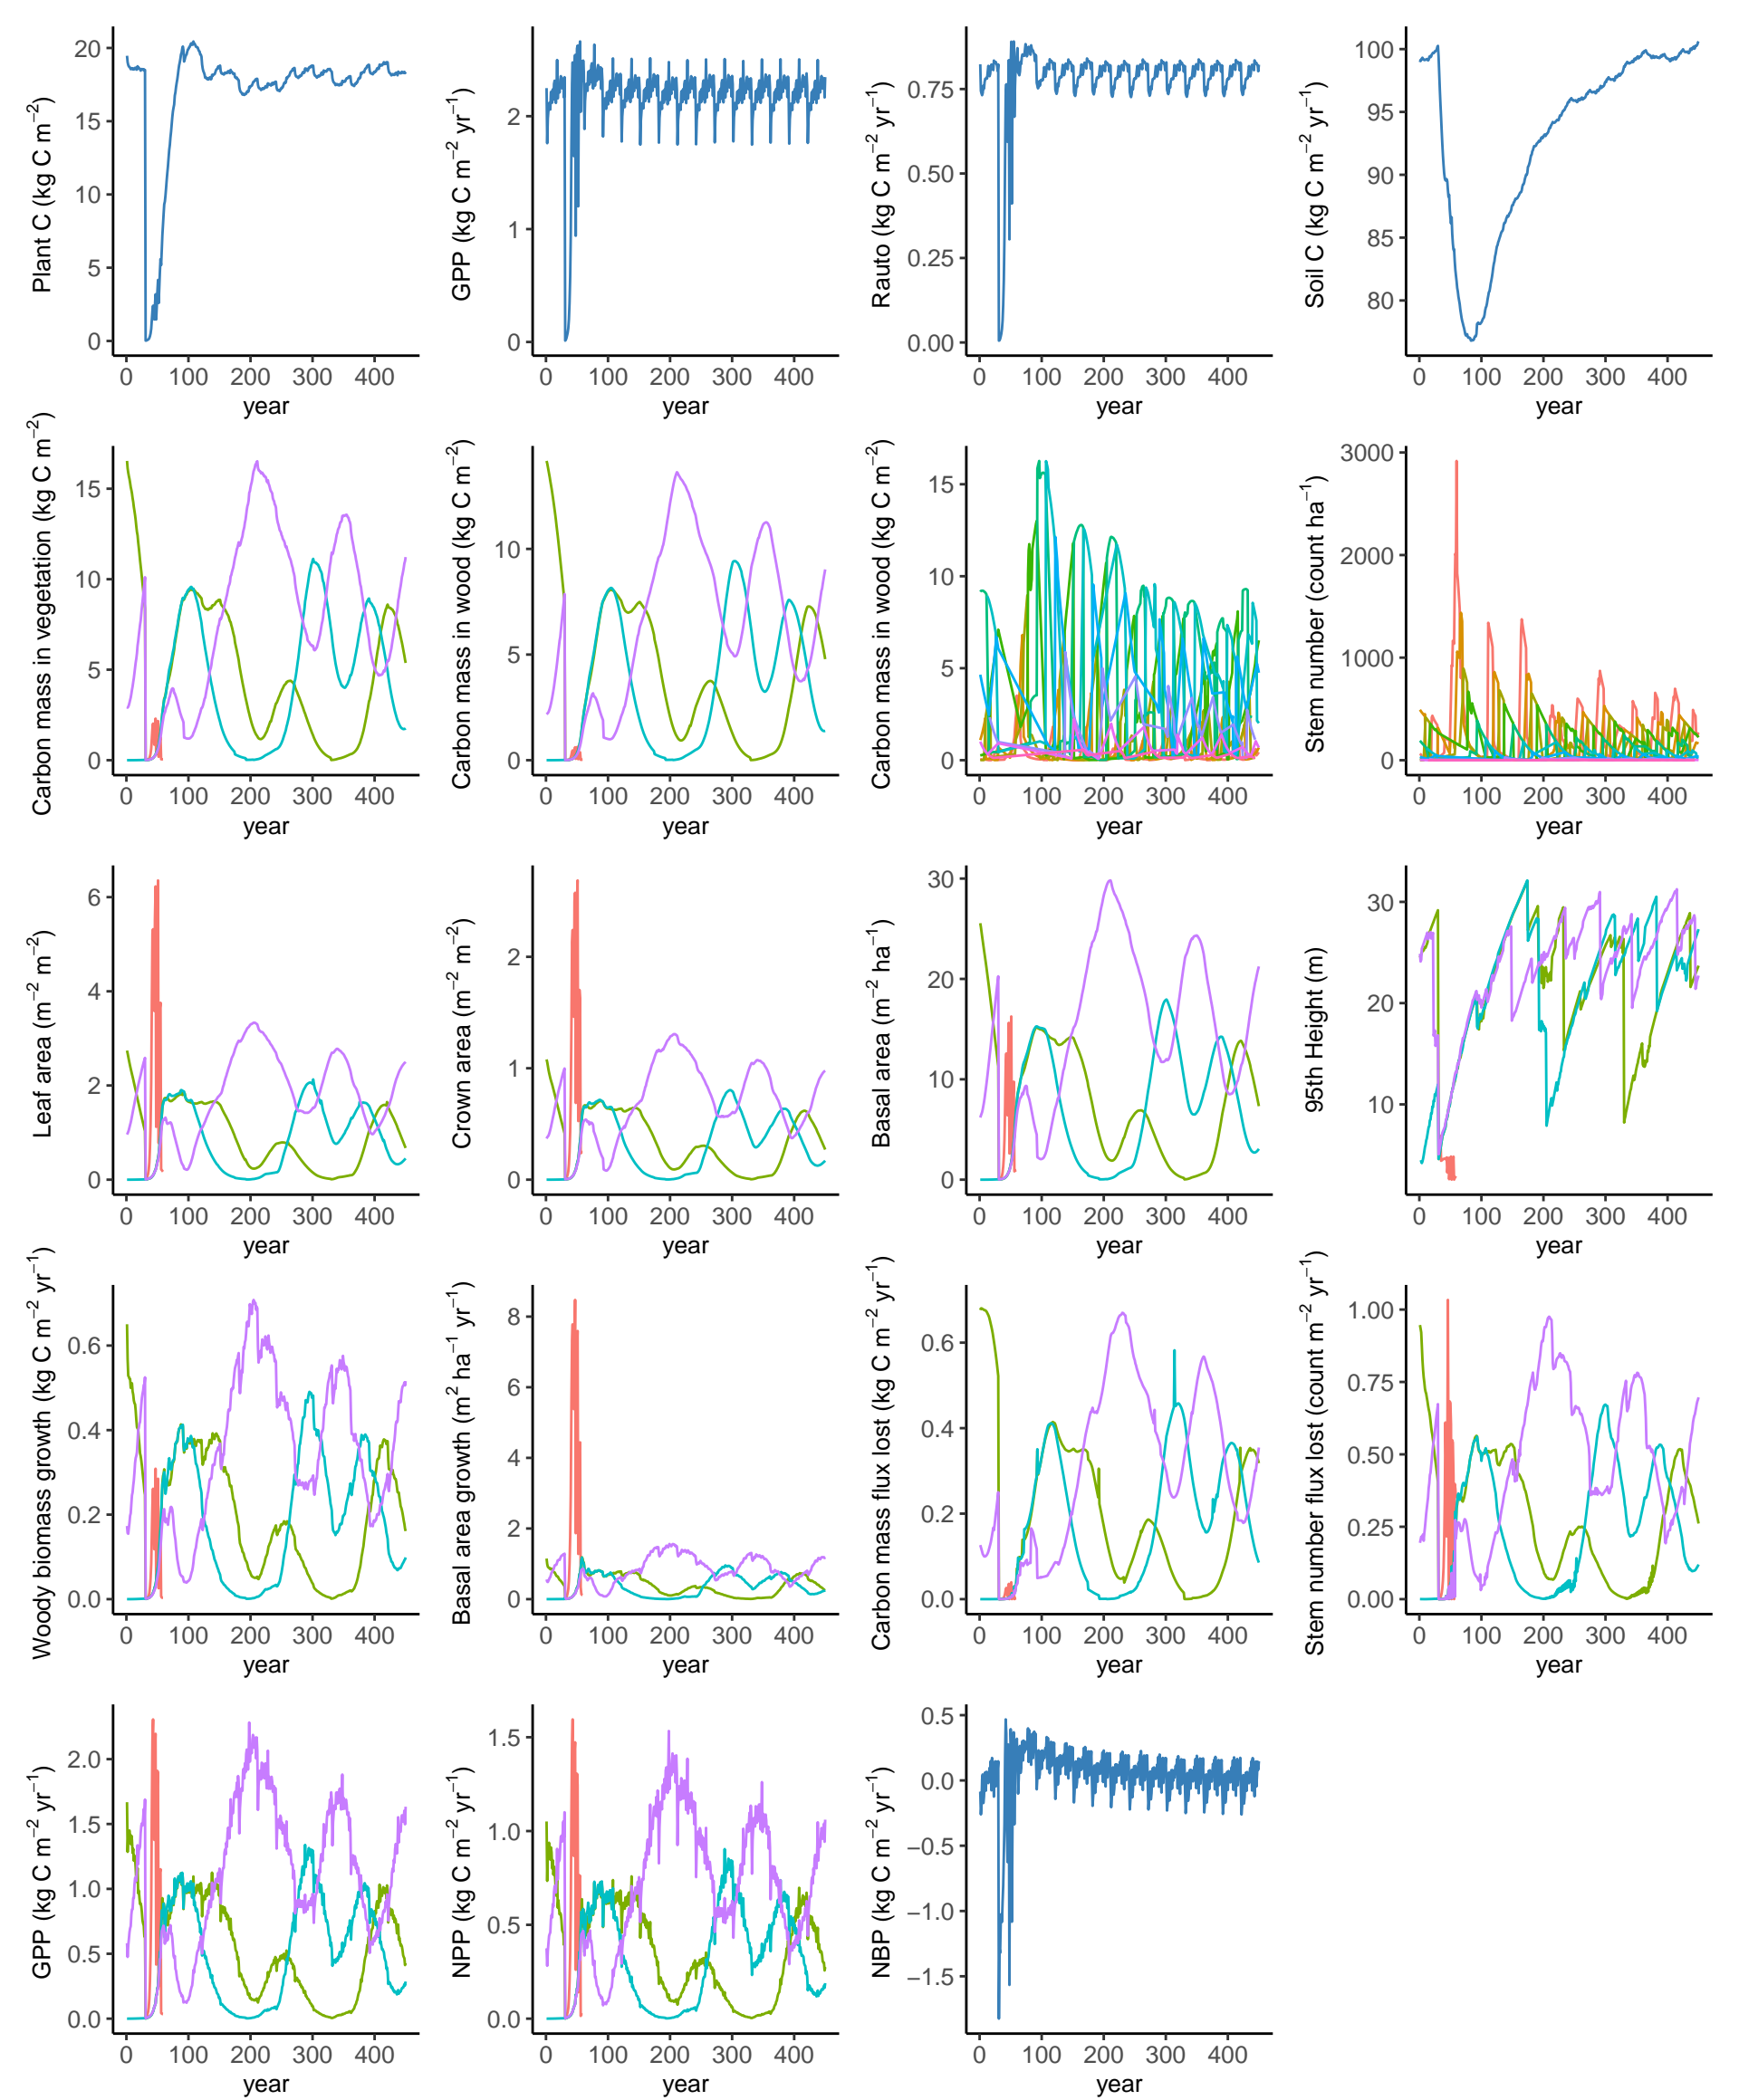 Plant C (kg C m⁻²)
20
15
10
5
0
0 100 200 300 400
year
GPP (kg C m⁻² yr⁻¹)
2
1
0
0 100 200 300 400
year
Rauto (kg C m⁻² yr⁻¹)
0.75
0.50
0.25
0.00
0 100 200 300 400
year
Soil C (kg C m⁻² yr⁻¹)
100
95
90
85
80
0 100 200 300 400
year
Carbon mass in vegetation (kg C m⁻²)
15
10
5
0
0 100 200 300 400
year
Carbon mass in wood (kg C m⁻²)
10
5
0
0 100 200 300 400
year
Carbon mass in wood (kg C m⁻²)
15
10
5
0
0 100 200 300 400
year
Stem number (count ha⁻¹)
3000
2000
1000
0
0 100 200 300 400
year
Leaf area (m⁻² m⁻²)
6
4
2
0
0 100 200 300 400
year
Crown area (m⁻² m⁻²)
2
1
0
0 100 200 300 400
year
Basal area (m⁻² ha⁻¹)
30
20
10
0
0 100 200 300 400
year
95th Height (m)
30
20
10
0 100 200 300 400
year
Woody biomass growth (kg C m⁻² yr⁻¹)
0.6
0.4
0.2
0.0
0 100 200 300 400
year
Basal area growth (m² ha⁻¹ yr⁻¹)
8
6
4
2
0
0 100 200 300 400
year
Carbon mass flux lost (kg C m⁻² yr⁻¹)
0.6
0.4
0.2
0.0
0 100 200 300 400
year
Stem number flux lost (count m⁻² yr⁻¹)
1.00
0.75
0.50
0.25
0.00
0 100 200 300 400
year
GPP (kg C m⁻² yr⁻¹)
2.0
1.5
1.0
0.5
0.0
0 100 200 300 400
year
NPP (kg C m⁻² yr⁻¹)
1.5
1.0
0.5
0.0
0 100 200 300 400
year
NBP (kg C m⁻² yr⁻¹)
0.5
0.0
−0.5
−1.0
−1.5
0 100 200 300 400
year